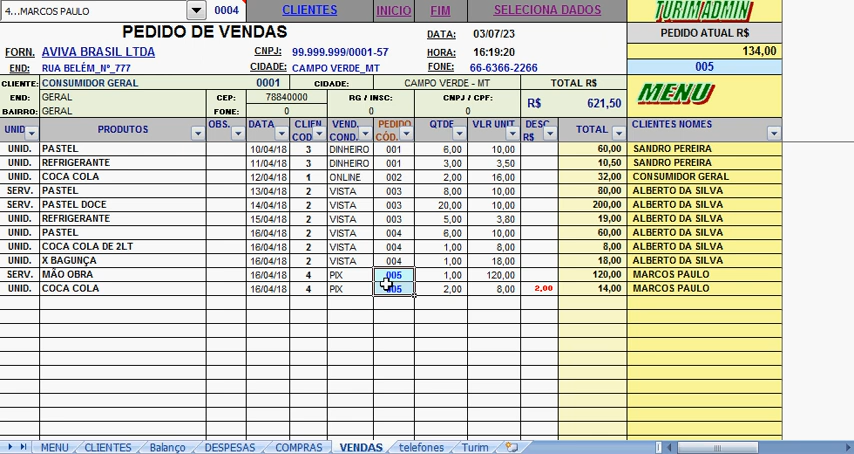 4...MARCOS PAULO 0004 CLIENTES INICIO FIM SELECIONA DADOS TURIM ADMIN
PEDIDO DE VENDAS DATA: 03/07/23 PEDIDO ATUAL R$
FORN. AVIVA BRASIL LTDA CNPJ: 99.999.999/0001-57 HORA: 16:19:20 134,00
END: RUA BELÉM_Nº_777 CIDADE: CAMPO VERDE_MT FONE: 66-6366-2266 005
CLIENTE: CONSUMIDOR GERAL 0001 CIDADE: CAMPO VERDE - MT TOTAL R$ MENU
END: GERAL CEP: 78840000 RG / INSC: CNPJ / CPF: R$ 621,50
BAIRRO: GERAL FONE: 0 0 0
UNID PRODUTOS OBS. DATA CLIEN COD VEND. COND. PEDIDO CÓD. QTDE VLR UNIT DESC R$ TOTAL CLIENTES NOMES
UNID. PASTEL 10/04/18 3 DINHEIRO 001 6,00 10,00 60,00 SANDRO PEREIRA
UNID. REFRIGERANTE 11/04/18 3 DINHEIRO 001 3,00 3,50 10,50 SANDRO PEREIRA
UNID. COCA COLA 12/04/18 1 ONLINE 002 2,00 16,00 32,00 CONSUMIDOR GERAL
SERV. PASTEL 13/04/18 2 VISTA 003 8,00 10,00 80,00 ALBERTO DA SILVA
SERV. PASTEL DOCE 14/04/18 2 VISTA 003 20,00 10,00 200,00 ALBERTO DA SILVA
UNID. REFRIGERANTE 15/04/18 2 VISTA 003 5,00 3,80 19,00 ALBERTO DA SILVA
UNID. PASTEL 16/04/18 2 VISTA 004 6,00 10,00 60,00 ALBERTO DA SILVA
UNID. COCA COLA DE 2LT 16/04/18 2 VISTA 004 1,00 8,00 8,00 ALBERTO DA SILVA
UNID. X BAGUNÇA 16/04/18 2 VISTA 004 1,00 18,00 18,00 ALBERTO DA SILVA
SERV. MÃO OBRA 16/04/18 4 PIX 005 1,00 120,00 120,00 MARCOS PAULO
UNID. COCA COLA 16/04/18 4 PIX 005 2,00 8,00 2,00 14,00 MARCOS PAULO
MENU CLIENTES Balanço DESPESAS COMPRAS VENDAS telefones Turim